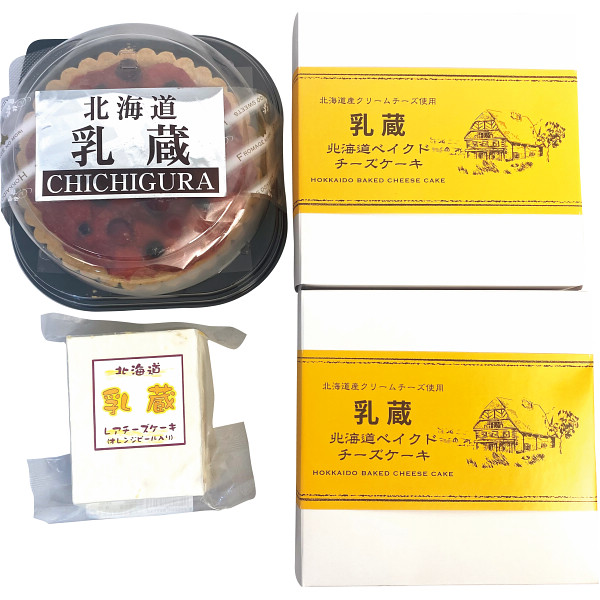 北海道
乳蔵
CHICHIGURA
北海道産クリームチーズ使用
乳蔵
北海道ベイクド
チーズケーキ
HOKKAIDO BAKED CHEESE CAKE
北海道
乳蔵
レアチーズケーキ
(オレンジピール入り)
北海道産クリームチーズ使用
乳蔵
北海道ベイクド
チーズケーキ
HOKKAIDO BAKED CHEESE CAKE